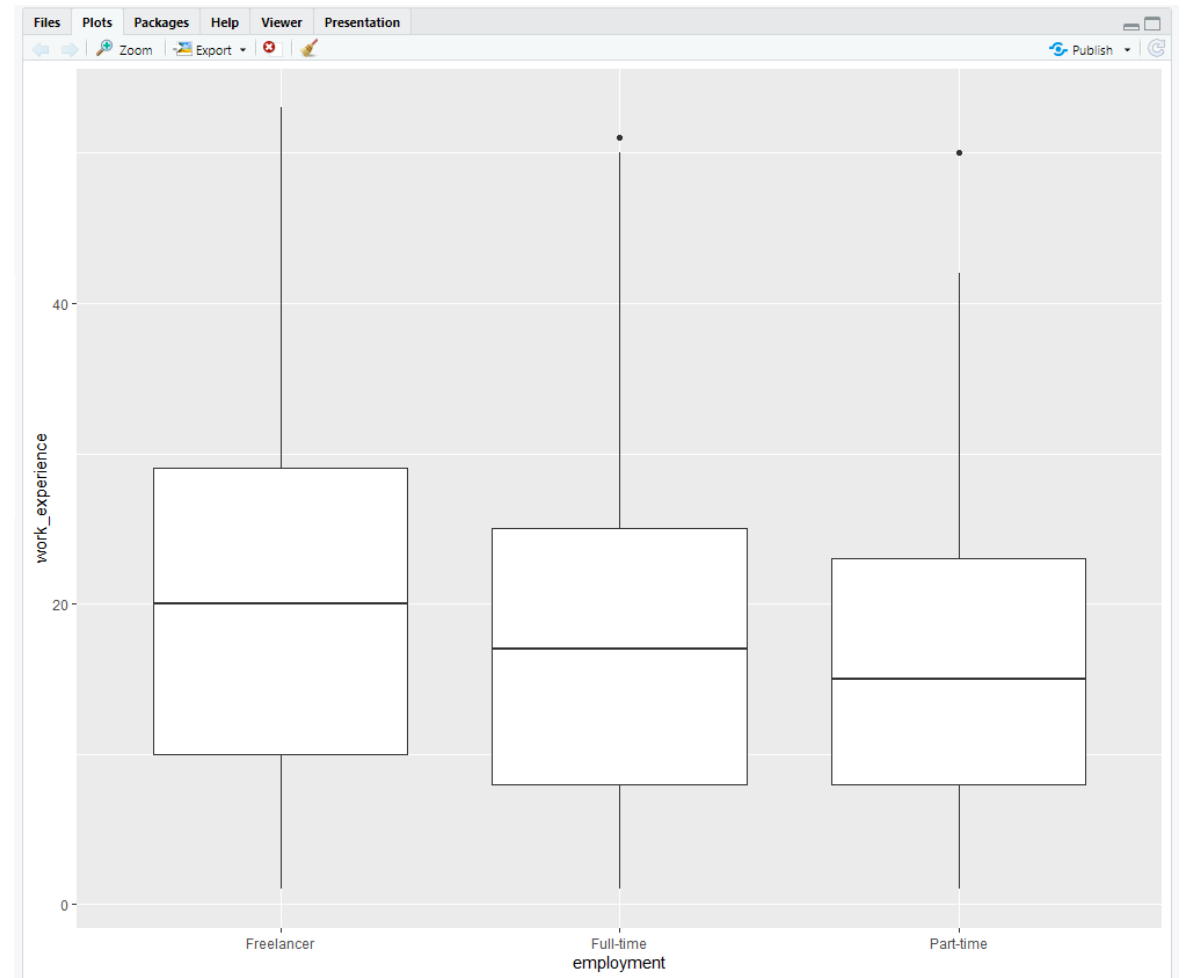 Files Plots Packages Help Viewer Presentation
Zoom Export Publish
work_experience
40
20
0
Freelancer Full-time Part-time
employment